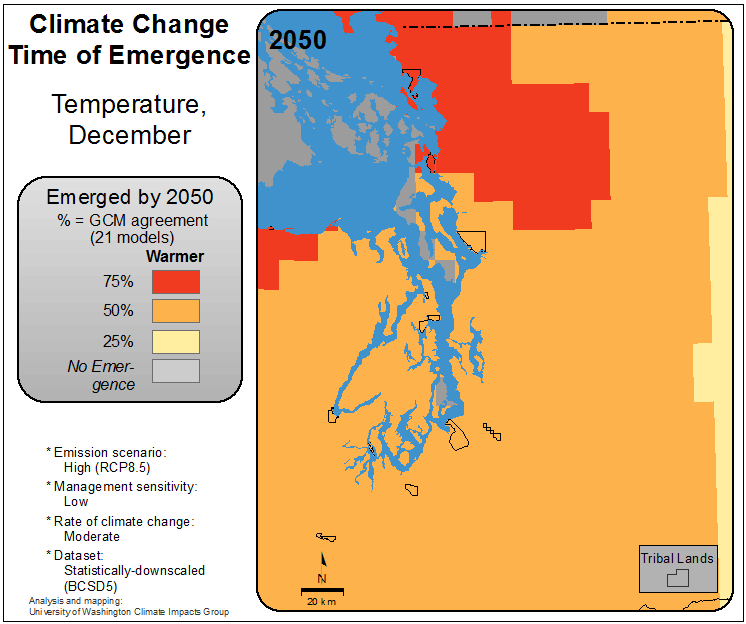 Climate Change
Time of Emergence
Temperature,
December
Emerged by 2050
% = GCM agreement
(21 models)
Warmer
75%
50%
25%
No Emer-
gence
* Emission scenario:
High (RCP8.5)
* Management sensitivity:
Low
* Rate of climate change:
Moderate
* Dataset:
Statistically-downscaled
(BCSD5)
Analysis and mapping:
University of Washington Climate Impacts Group
2050
N
20 km
Tribal Lands